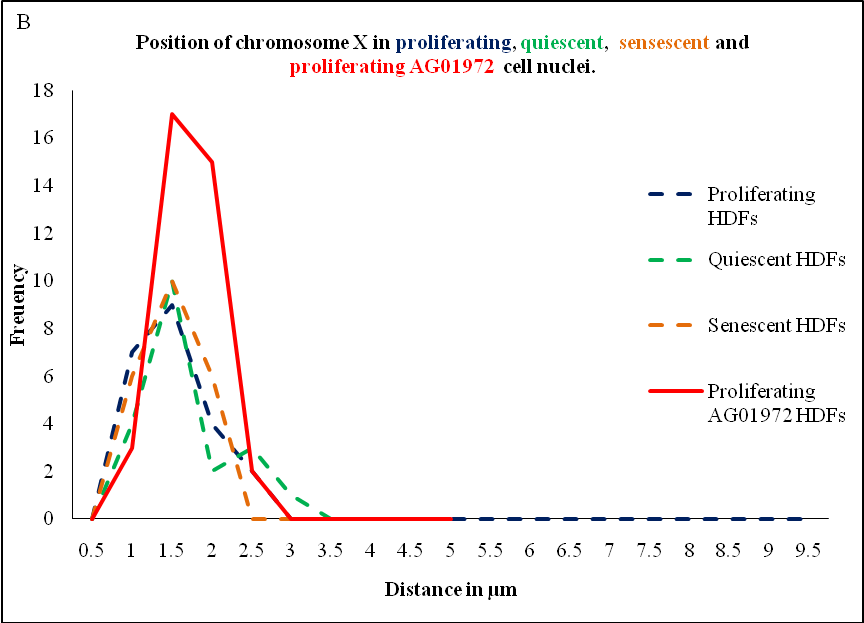 B
Position of chromosome X in proliferating, quiescent, sensescent and
proliferating AG01972 cell nuclei.
18
16
14
12
10
8
6
4
2
0
Freuency
0.5 1 1.5 2 2.5 3 3.5 4 4.5 5 5.5 6 6.5 7 7.5 8 8.5 9 9.5
Distance in µm
Proliferating
HDFs
Quiescent HDFs
Senescent HDFs
Proliferating
AG01972 HDFs